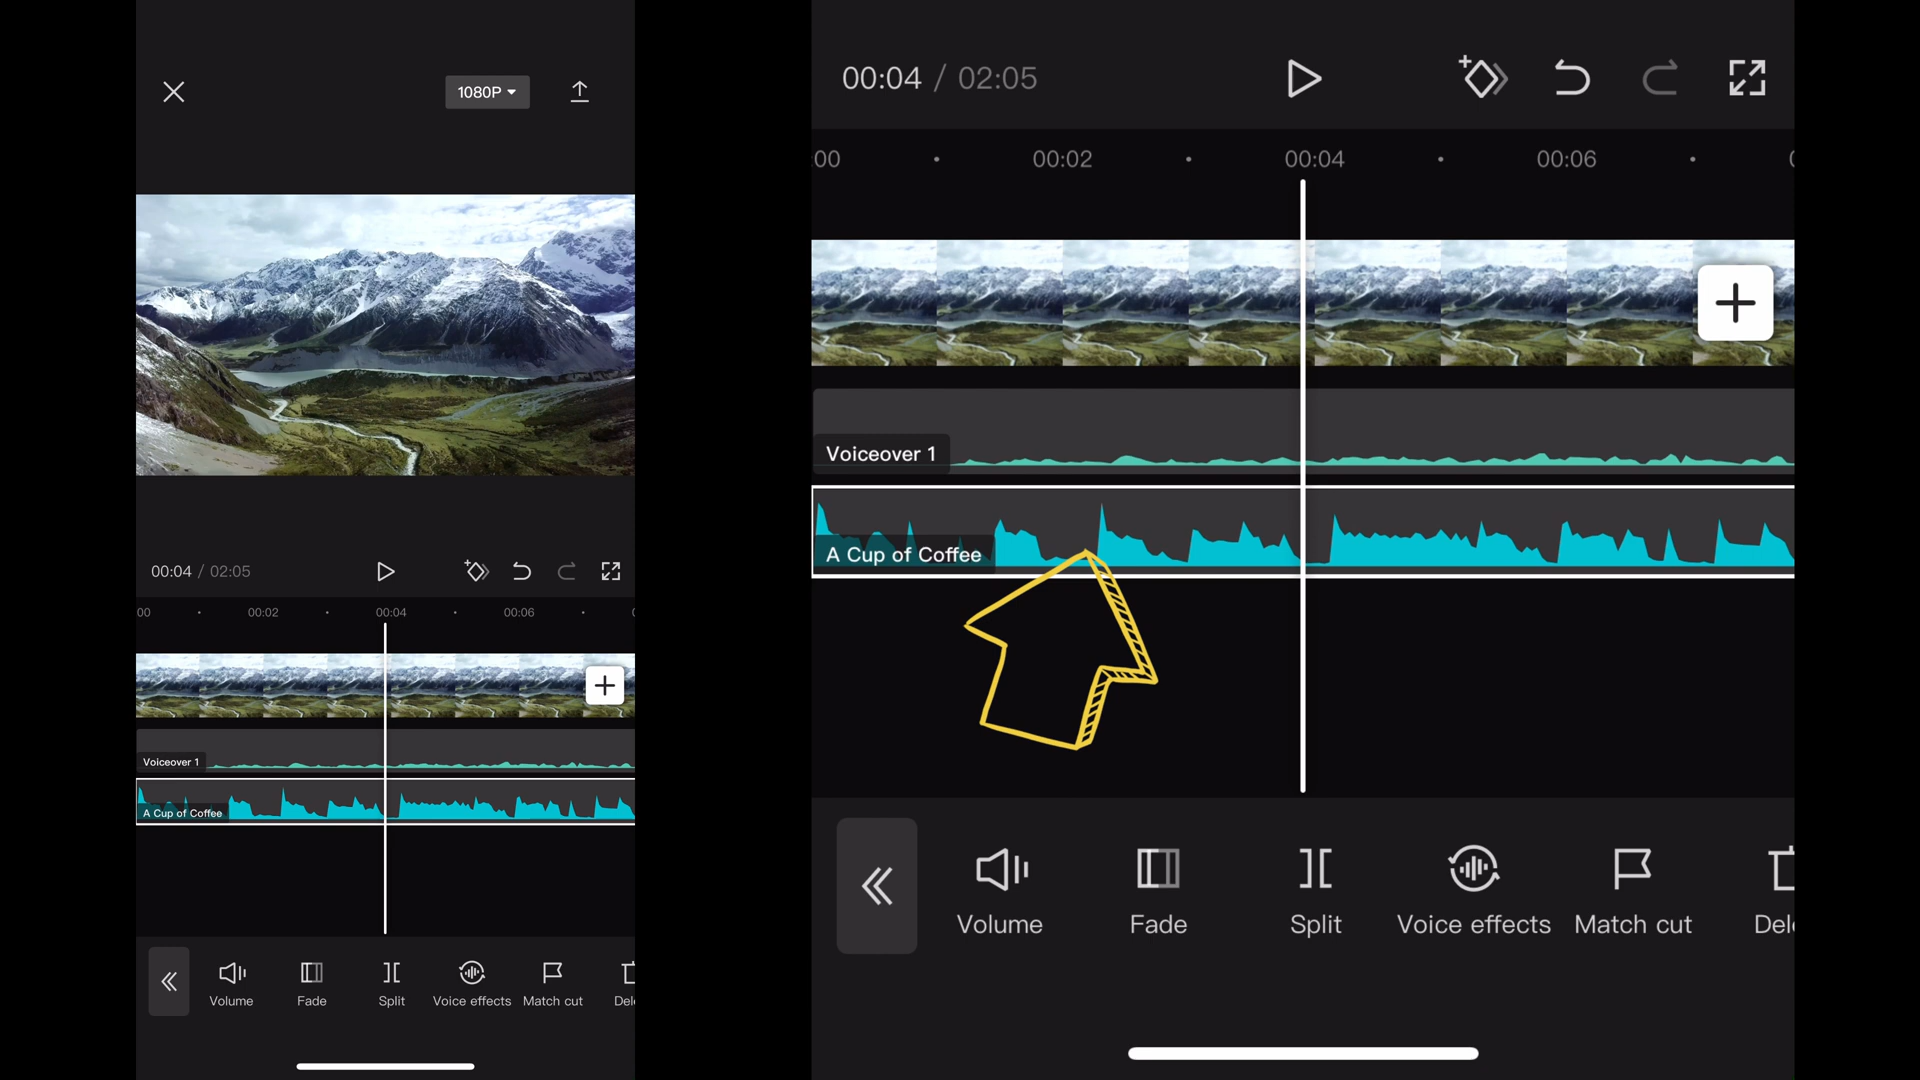 1080P
00:04 / 02:05
00 00:02 00:04 00:06
Voiceover 1
A Cup of Coffee
Volume Fade Split Voice effects Match cut Del
00:04 / 02:05
:00 00:02 00:04 00:06
Voiceover 1
A Cup of Coffee
Volume Fade Split Voice effects Match cut Del